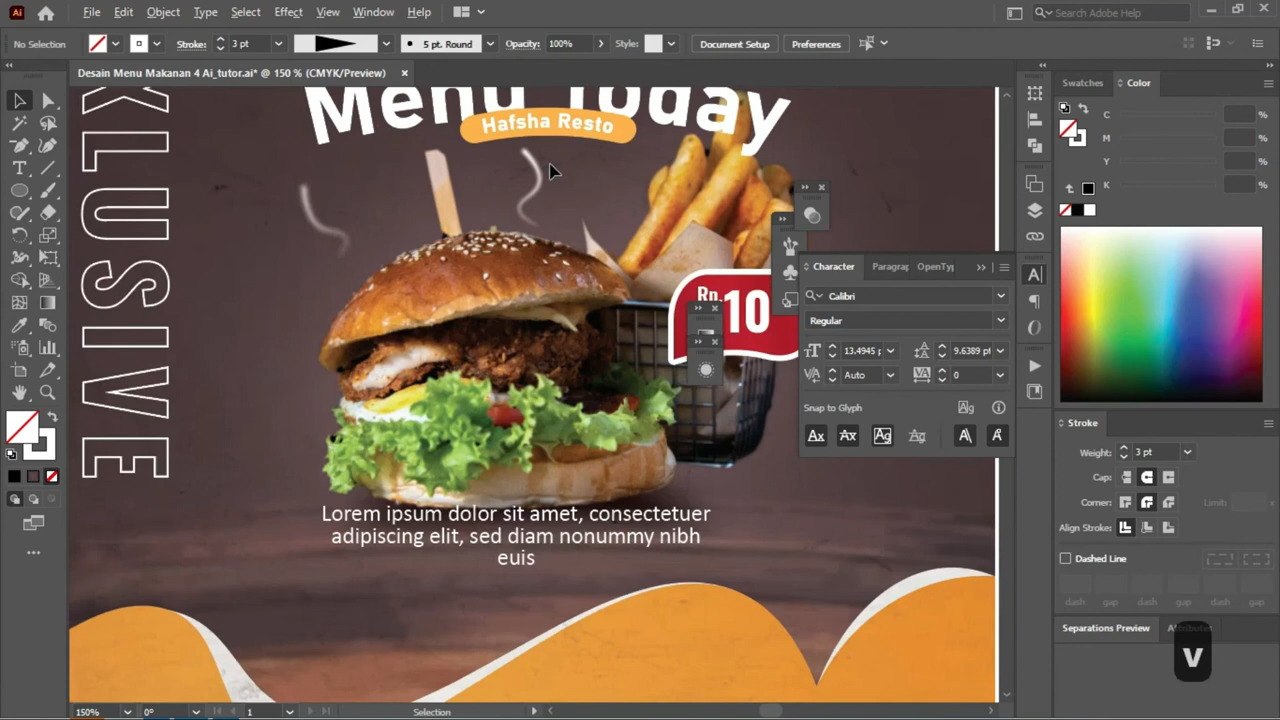 Ai
File
Edit
Object
Type
Select
Effect
View
Window
Help
Search Adobe Help
No Selection
Stroke:
3 pt
5 pt. Round
Opacity:
100%
Style:
Document Setup
Preferences
Desain Menu Makanan 4 Ai_tutor.ai* @ 150 % (CMYK/Preview)
Menu Today
Hafsha Resto
KLUSIVE
Rp.
10
Lorem ipsum dolor sit amet, consectetuer
adipiscing elit, sed diam nonummy nibh
euis
Character
Paragrap
OpenTyp
Calibri
Regular
13.4945 p
9.6389 pt
Auto
0
Snap to Glyph
Swatches
Color
C
M
Y
K
%
%
%
%
Stroke
Weight:
3 pt
Cap:
Corner:
Limit:
Align Stroke:
Dashed Line
dash
gap
dash
gap
dash
gap
Separations Preview
Attributes
V
150%
0°
1
Selection